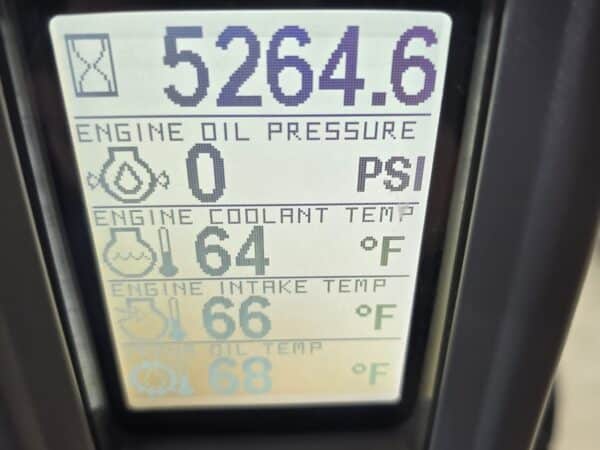 5264.6
ENGINE OIL PRESSURE
0 PSI
ENGINE COOLANT TEMP
64 °F
ENGINE INTAKE TEMP
66 °F
OIL TEMP
68 °F